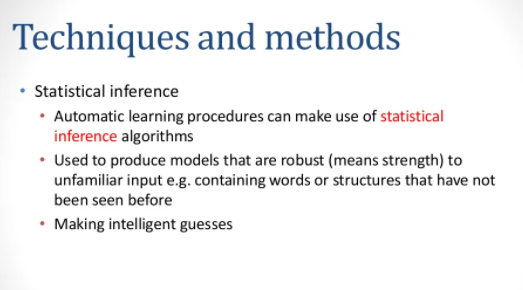 Techniques and methods
• Statistical inference
• Automatic learning procedures can make use of statistical
inference algorithms
• Used to produce models that are robust (means strength) to
unfamiliar input e.g. containing words or structures that have not
been seen before
• Making intelligent guesses